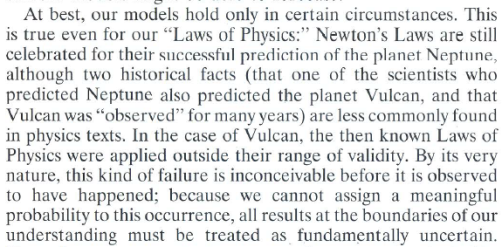 At best, our models hold only in certain circumstances. This
is true even for our “Laws of Physics:” Newton’s Laws are still
celebrated for their successful prediction of the planet Neptune,
although two historical facts (that one of the scientists who
predicted Neptune also predicted the planet Vulcan, and that
Vulcan was “observed” for many years) are less commonly found
in physics texts. In the case of Vulcan, the then known Laws of
Physics were applied outside their range of validity. By its very
nature, this kind of failure is inconceivable before it is observed
to have happened; because we cannot assign a meaningful
probability to this occurrence, all results at the boundaries of our
understanding must be treated as fundamentally uncertain.